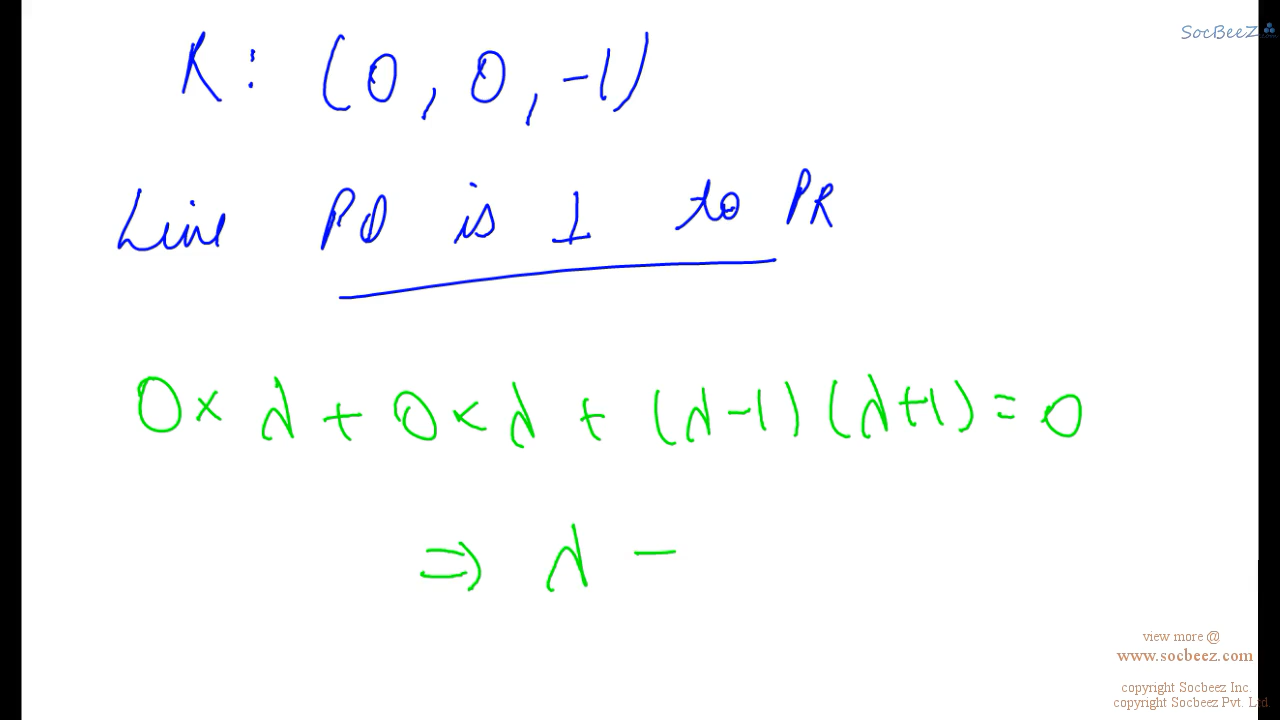 SocBeeZ.com
R: (0, 0, -1)
Line PQ is ⊥ to PR
0 × λ + 0 × λ + (λ-1) (λ+1) = 0
⇒ λ -
view more @
www.socbeez.com
copyright Socbeez Inc.
copyright Socbeez Pvt. Ltd.